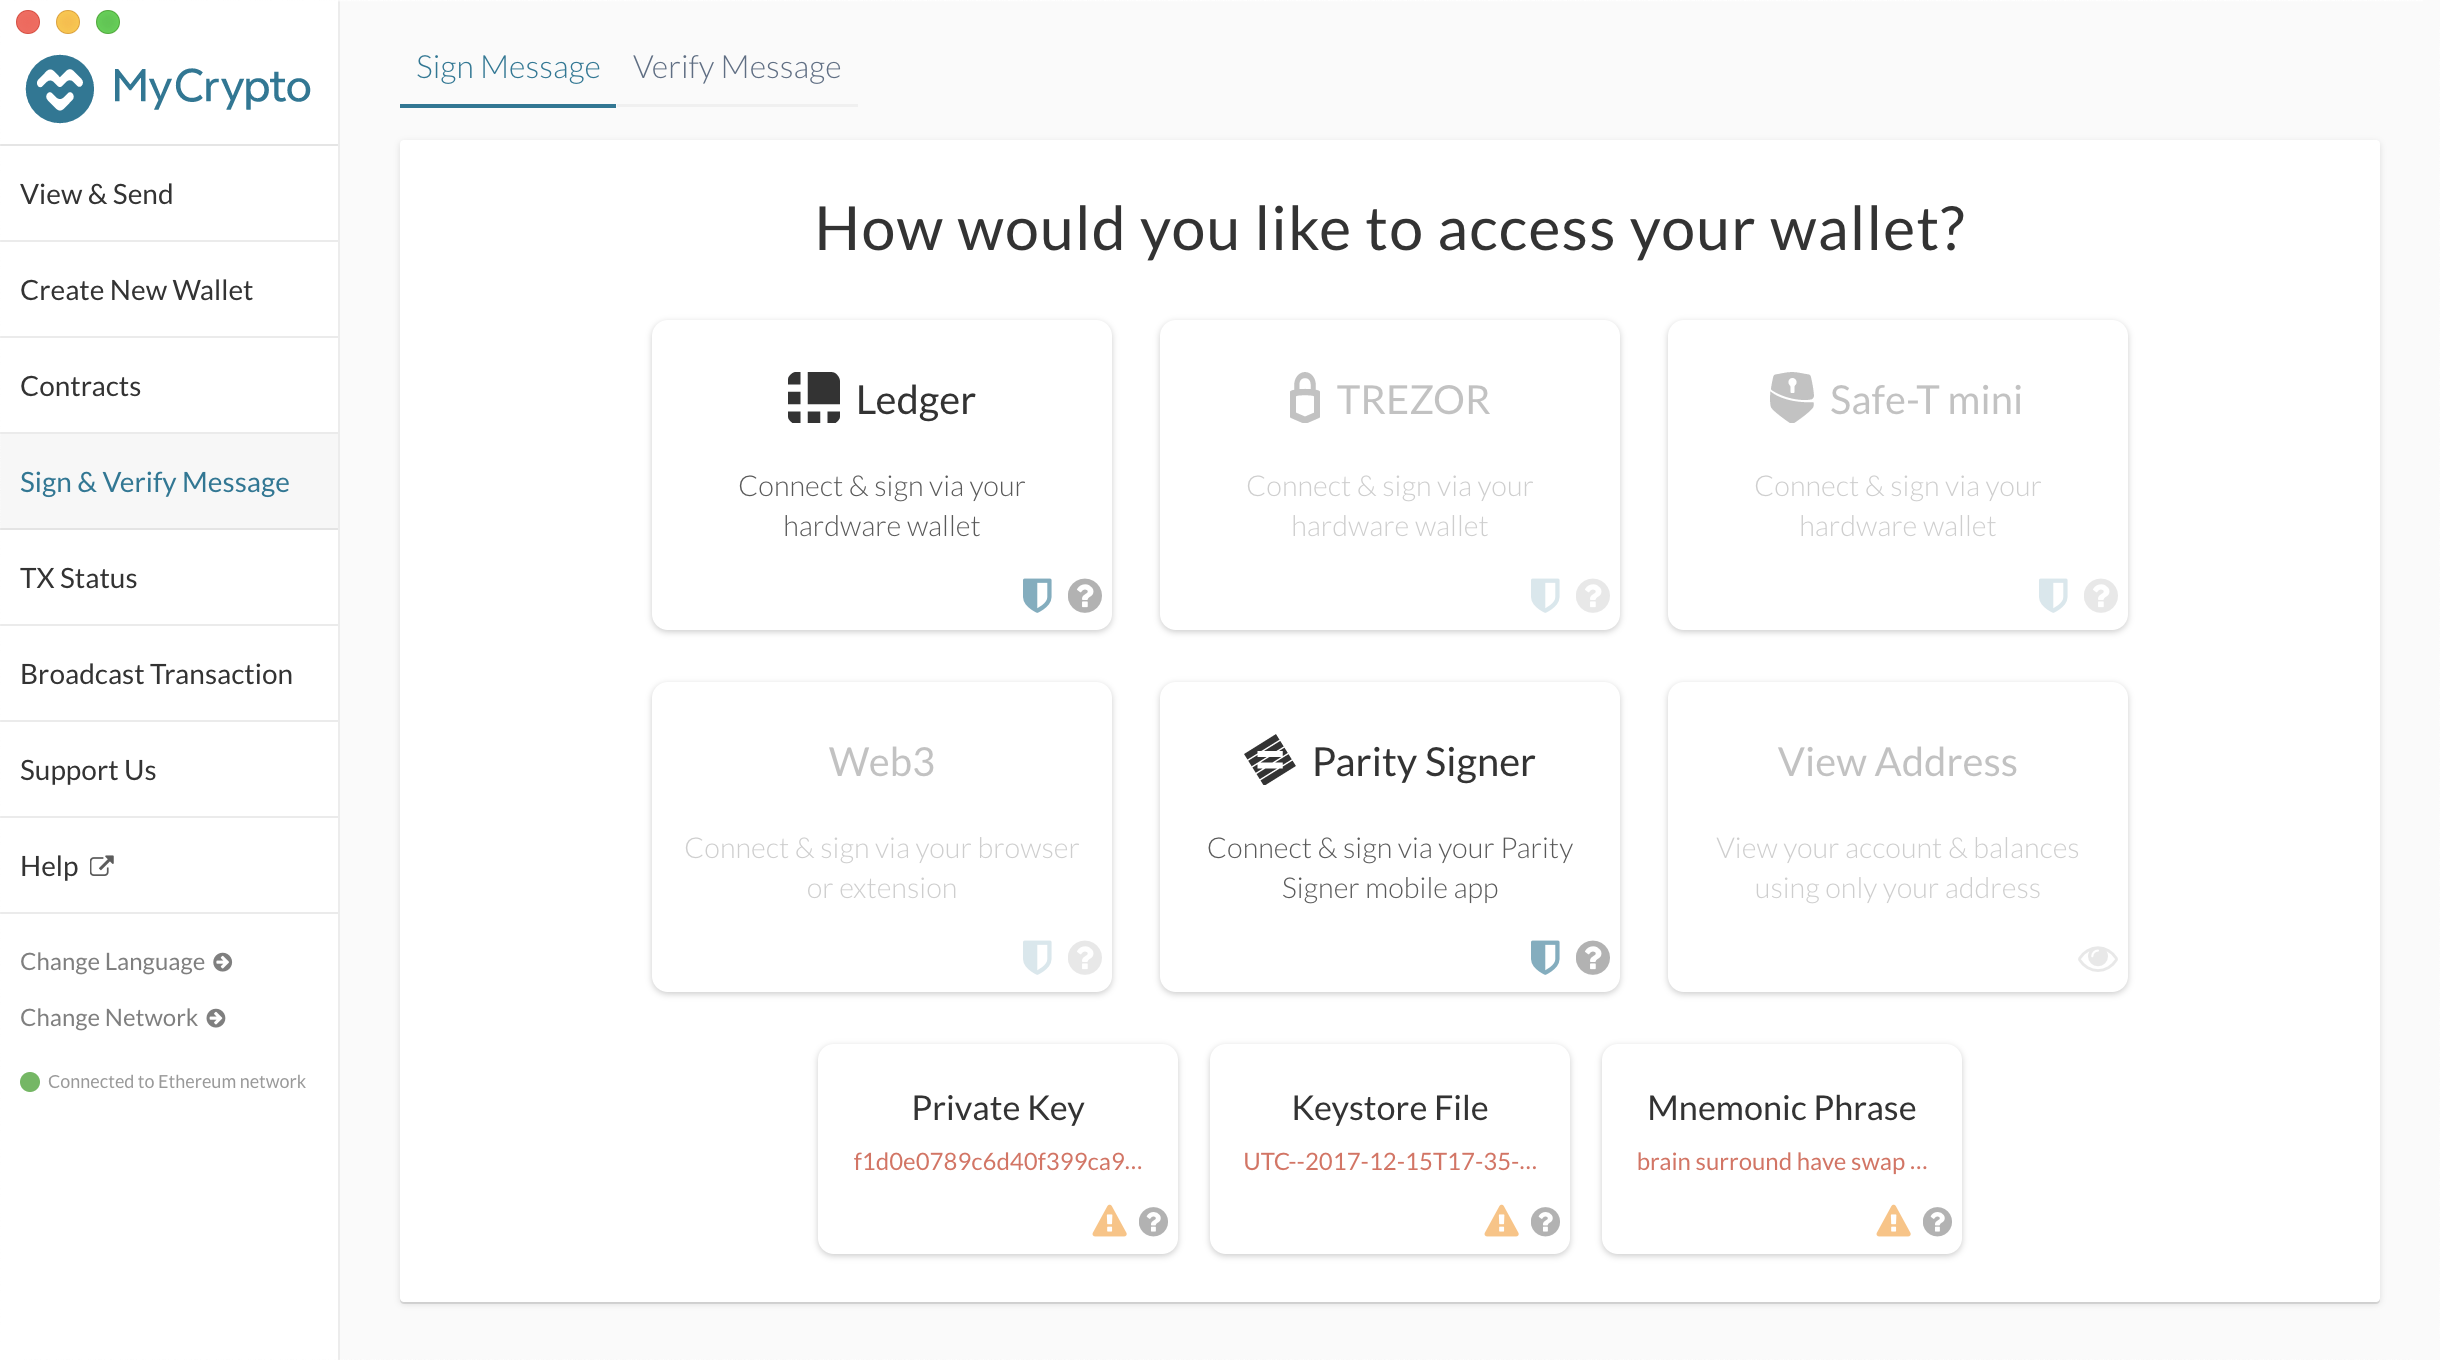 MyCrypto
View & Send
Create New Wallet
Contracts
Sign & Verify Message
TX Status
Broadcast Transaction
Support Us
Help
Change Language
Change Network
Connected to Ethereum network
Sign Message
Verify Message
How would you like to access your wallet?
Ledger
Connect & sign via your
hardware wallet
TREZOR
Connect & sign via your
hardware wallet
Safe-T mini
Connect & sign via your
hardware wallet
Web3
Connect & sign via your browser
or extension
Parity Signer
Connect & sign via your Parity
Signer mobile app
View Address
View your account & balances
using only your address
Private Key
f1d0e0789c6d40f399ca9...
Keystore File
UTC--2017-12-15T17-35-...
Mnemonic Phrase
brain surround have swap ...